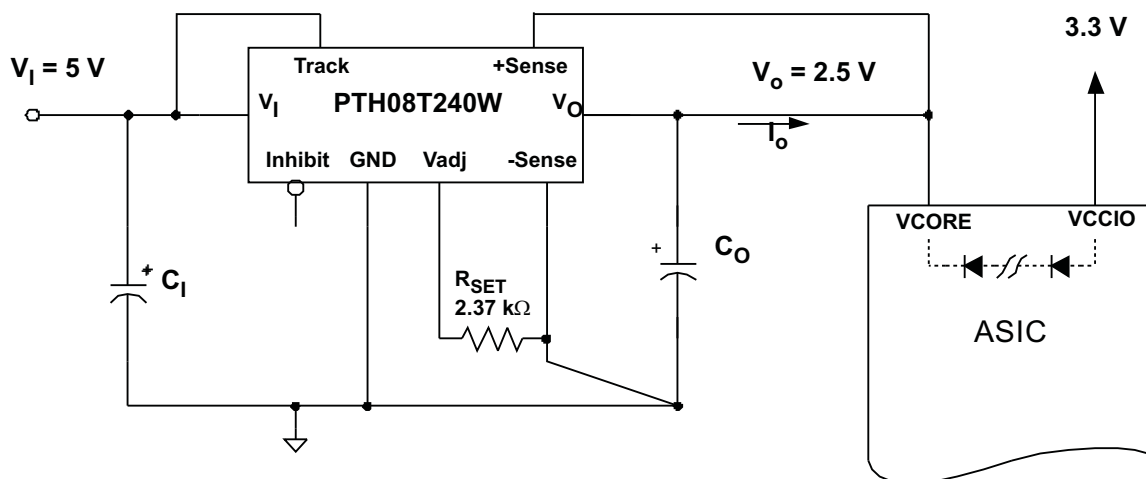 3.3 V
V_I = 5 V
Track
+Sense
V_o = 2.5 V
V_I
PTH08T240W
V_O
I_o
Inhibit
GND
Vadj
-Sense
VCORE
VCCIO
+
C_I
+
C_O
R_SET
2.37 kΩ
ASIC